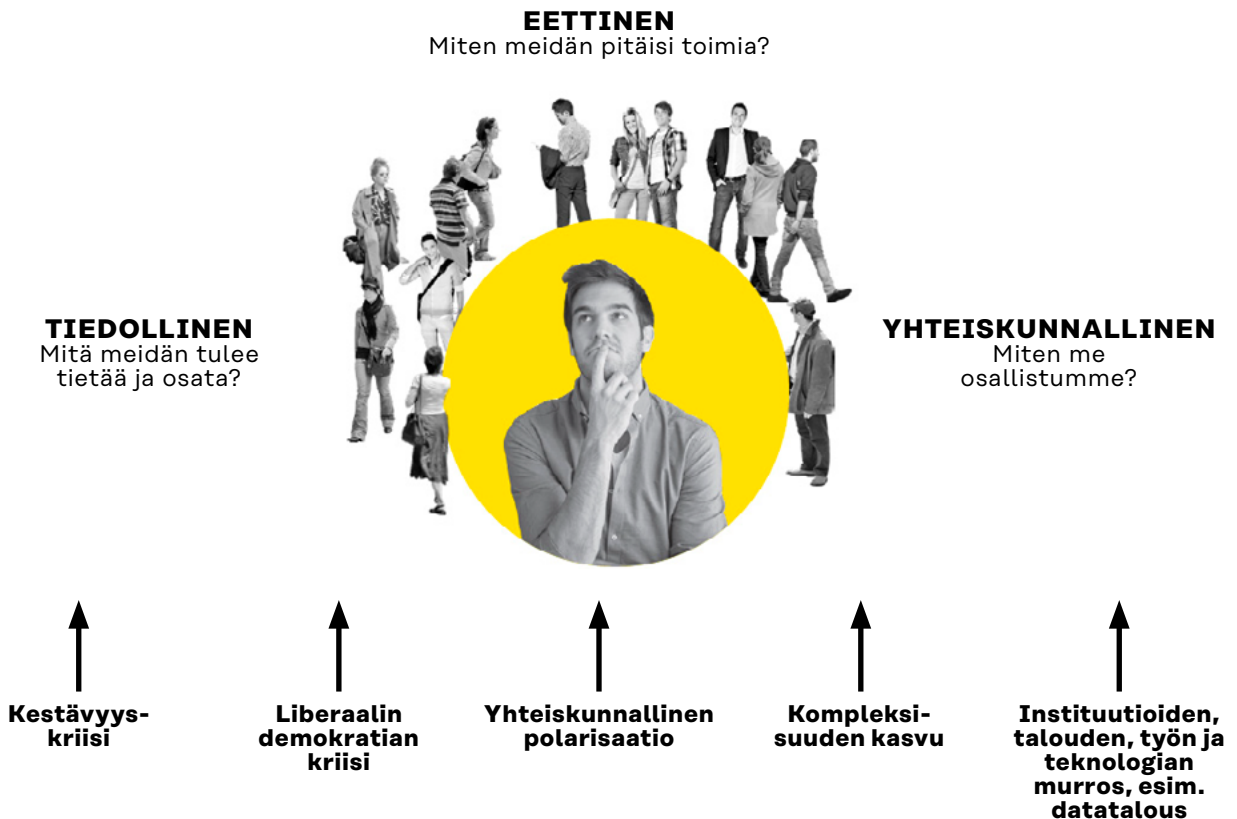 EETTINEN
Miten meidän pitäisi toimia?
TIEDOLLINEN
Mitä meidän tulee
tietää ja osata?
YHTEISKUNNALLINEN
Miten me
osallistumme?
Kestävyys-
kriisi
Liberaalin
demokratian
kriisi
Yhteiskunnallinen
polarisaatio
Kompleksi-
suuden kasvu
Instituutioiden,
talouden, työn ja
teknologian
murros, esim.
datatalous